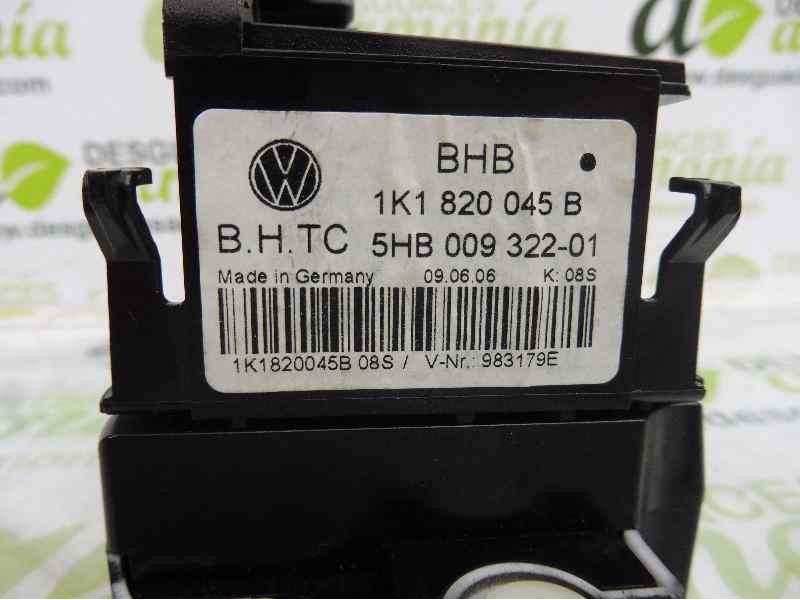 BHB
1K1 820 045 B
B.H.TC 5HB 009 322-01
Made in Germany 09.06.06 K: 08S
1K1820045B 08S / V-Nr.: 983179E